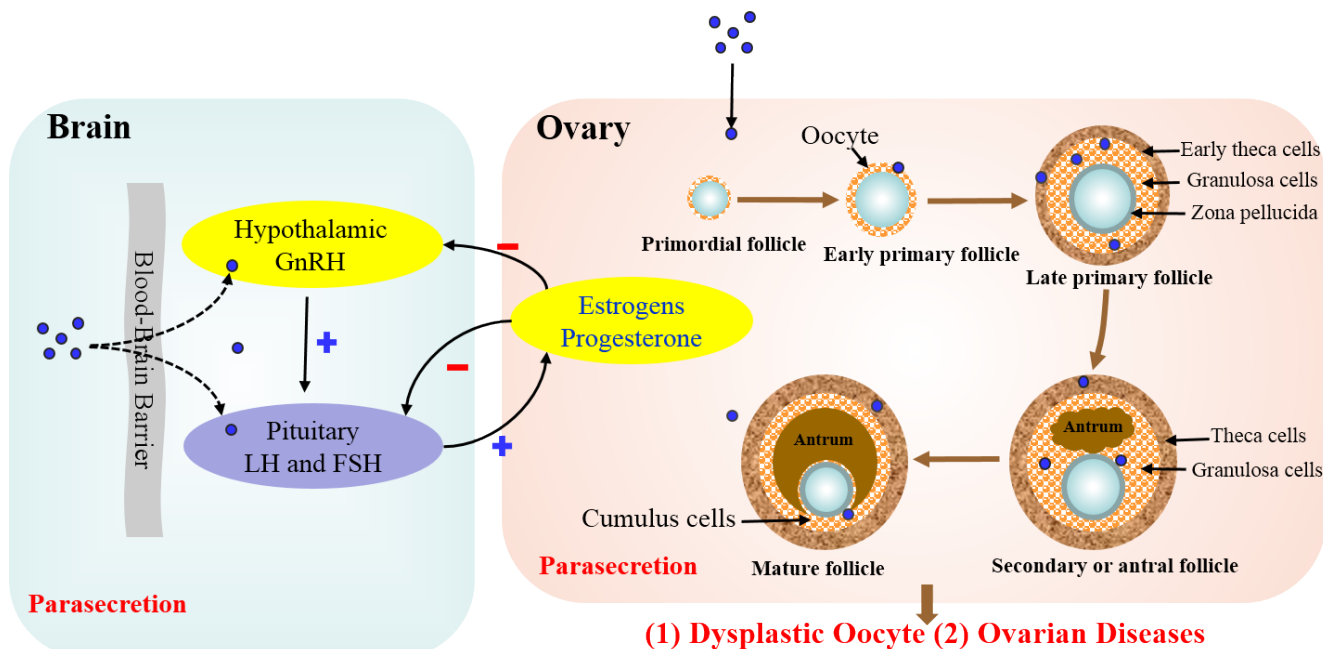 Brain
Blood-Brain Barrier
Hypothalamic
GnRH
+
Pituitary
LH and FSH
Parasecretion
−
−
+
Estrogens
Progesterone
Ovary
Oocyte
Primordial follicle
Early primary follicle
Late primary follicle
Early theca cells
Granulosa cells
Zona pellucida
Antrum
Theca cells
Granulosa cells
Secondary or antral follicle
Antrum
Cumulus cells
Mature follicle
Parasecretion
(1) Dysplastic Oocyte (2) Ovarian Diseases